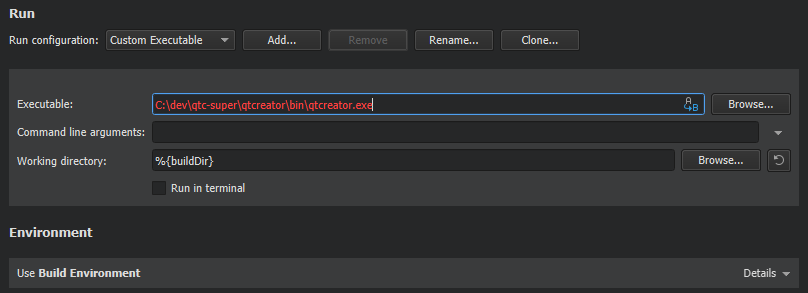 Run
Run configuration: Custom Executable Add... Remove Rename... Clone...
Executable: C:\dev\qtc-super\qtcreator\bin\qtcreator.exe Browse...
Command line arguments:
Working directory: %{buildDir} Browse...
Run in terminal
Environment
Use Build Environment Details